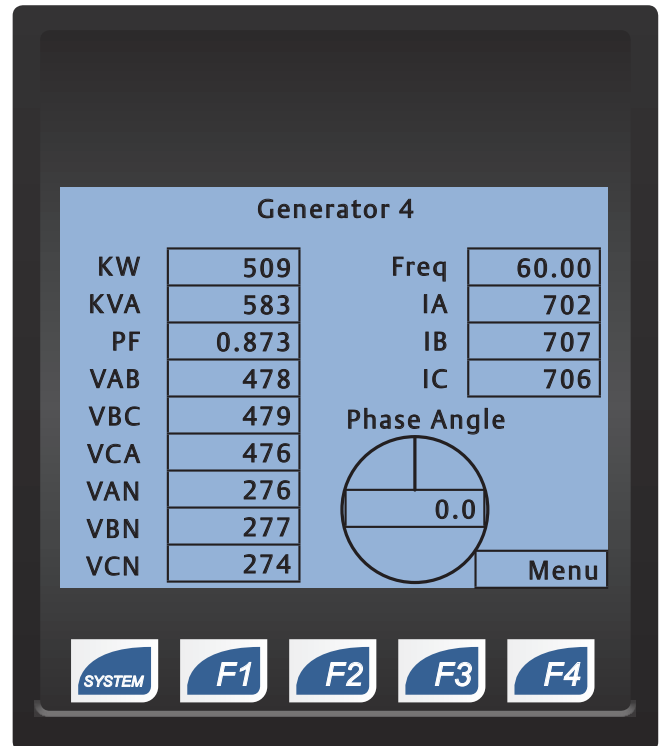 Generator 4
KW 509
KVA 583
PF 0.873
VAB 478
VBC 479
VCA 476
VAN 276
VBN 277
VCN 274
Freq 60.00
IA 702
IB 707
IC 706
Phase Angle
0.0
Menu
SYSTEM F1 F2 F3 F4